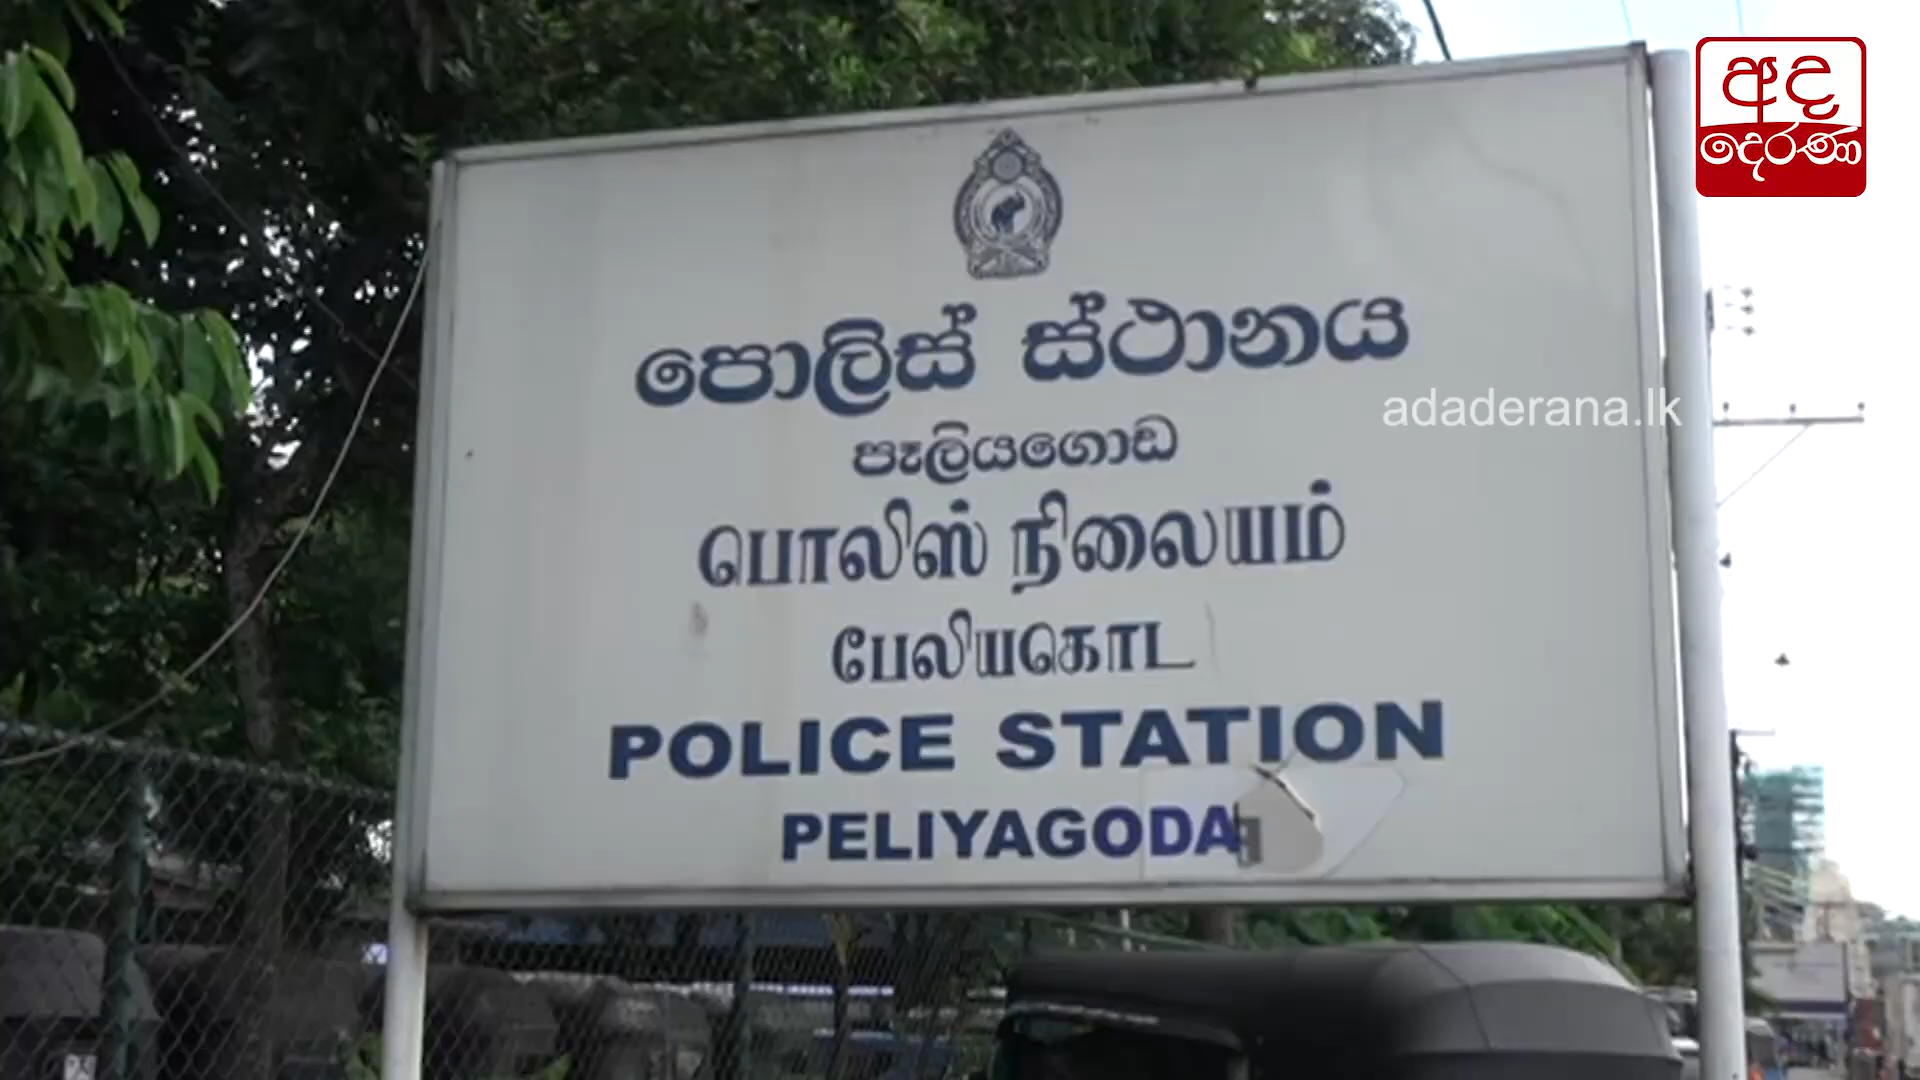 අද
දෙරණ
පොලිස් ස්ථානය
adaderana.lk
පෑලියගොඩ
பொலிஸ் நிலையம்
பேலியகொட
POLICE STATION
PELIYAGODA